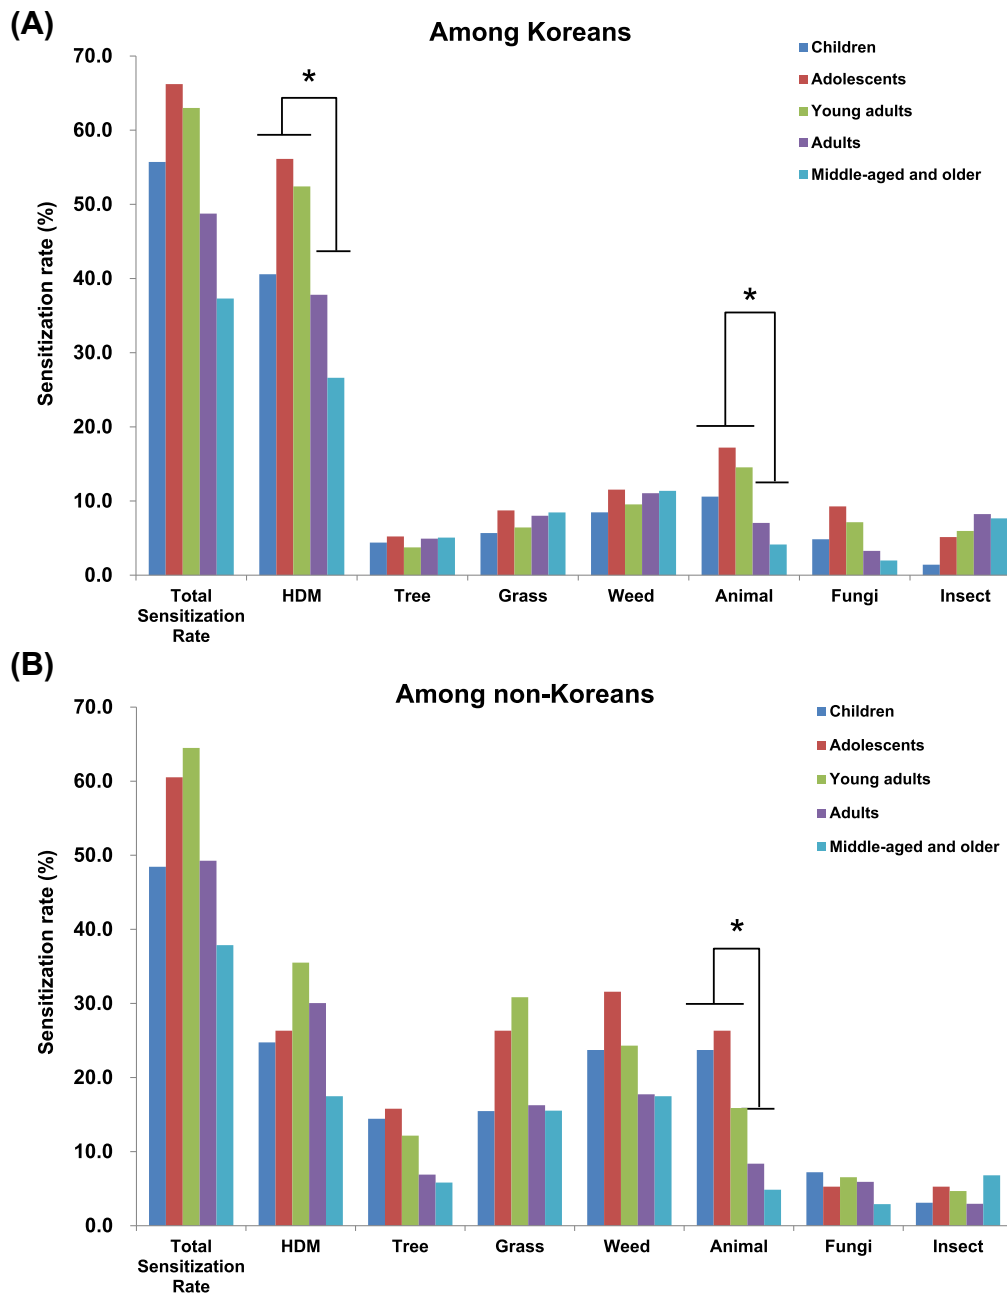 (A)
Among Koreans
Children
Adolescents
Young adults
Adults
Middle-aged and older
Sensitization rate (%)
70.0
60.0
50.0
40.0
30.0
20.0
10.0
0.0
*
*
Total Sensitization Rate
HDM
Tree
Grass
Weed
Animal
Fungi
Insect
(B)
Among non-Koreans
Children
Adolescents
Young adults
Adults
Middle-aged and older
Sensitization rate (%)
70.0
60.0
50.0
40.0
30.0
20.0
10.0
0.0
*
Total Sensitization Rate
HDM
Tree
Grass
Weed
Animal
Fungi
Insect